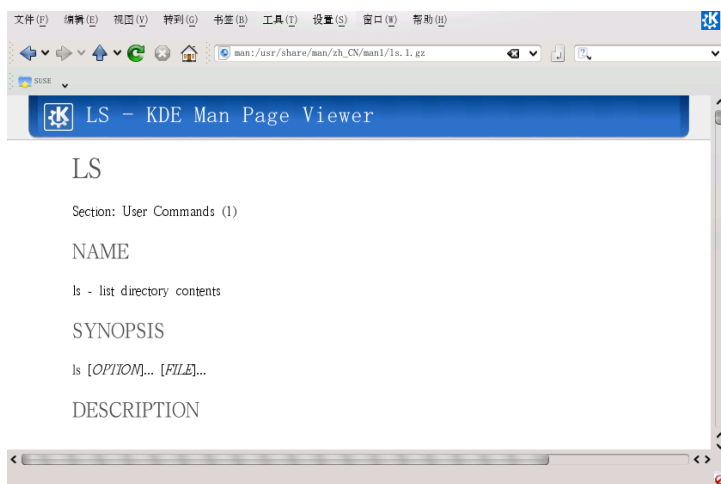 文件(F) 编辑(E) 视图(V) 转到(G) 书签(B) 工具(T) 设置(S) 窗口(W) 帮助(H)
man:/usr/share/man/zh_CN/man1/ls.1.gz
SUSE
LS - KDE Man Page Viewer
LS
Section: User Commands (1)
NAME
ls - list directory contents
SYNOPSIS
ls [OPTION]... [FILE]...
DESCRIPTION